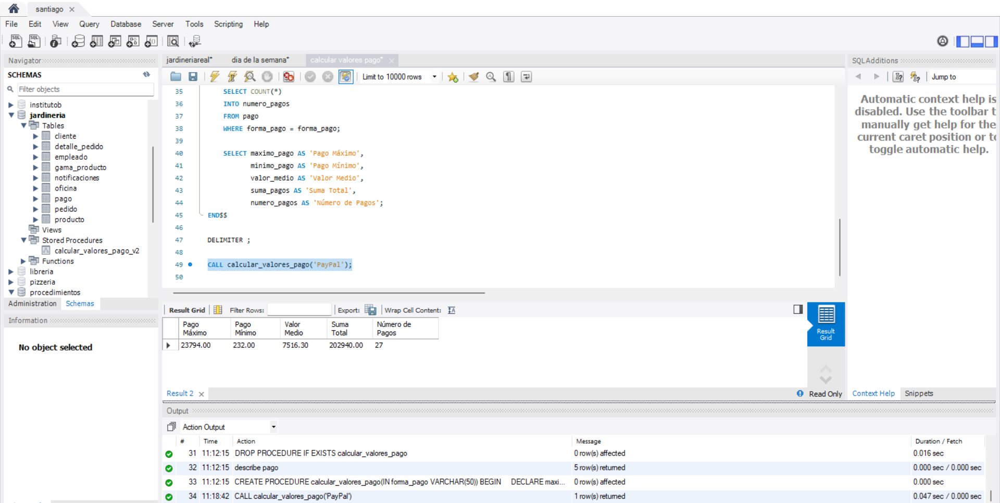 santiago
File Edit View Query Database Server Tools Scripting Help
Navigator
SCHEMAS
Filter objects
institutob
jardineria
Tables
cliente
detalle_pedido
empleado
gama_producto
notificaciones
oficina
pago
pedido
producto
Views
Stored Procedures
calcular_valores_pago_v2
Functions
libreria
pizzeria
procedimientos
Administration Schemas
Information
No object selected
jardineriareal* dia de la semana* calcular valores pago*
Limit to 10000 rows
35 SELECT COUNT(*)
36 INTO numero_pagos
37 FROM pago
38 WHERE forma_pago = forma_pago;
39
40 SELECT maximo_pago AS 'Pago Máximo',
41 minimo_pago AS 'Pago Mínimo',
42 valor_medio AS 'Valor Medio',
43 suma_pagos AS 'Suma Total',
44 numero_pagos AS 'Número de Pagos';
45 END$$
46
47 DELIMITER ;
48
49 CALL calcular_valores_pago('PayPal');
50
Result Grid Filter Rows: Export: Wrap Cell Content:
Pago Máximo Pago Mínimo Valor Medio Suma Total Número de Pagos
23794.00 232.00 7516.30 202940.00 27
Result Grid
Result 2 Read Only
SQLAdditions
Jump to
Automatic context help is
disabled. Use the toolbar t
manually get help for the
current caret position or to
toggle automatic help.
Context Help Snippets
Output
Action Output
# Time Action Message Duration / Fetch
31 11:12:15 DROP PROCEDURE IF EXISTS calcular_valores_pago 0 row(s) affected 0.016 sec
32 11:12:15 describe pago 5 row(s) returned 0.000 sec / 0.000 sec
33 11:12:15 CREATE PROCEDURE calcular_valores_pago(IN forma_pago VARCHAR(50)) BEGIN DECLARE maxi... 0 row(s) affected 0.000 sec
34 11:18:42 CALL calcular_valores_pago('PayPal') 1 row(s) returned 0.047 sec / 0.000 sec